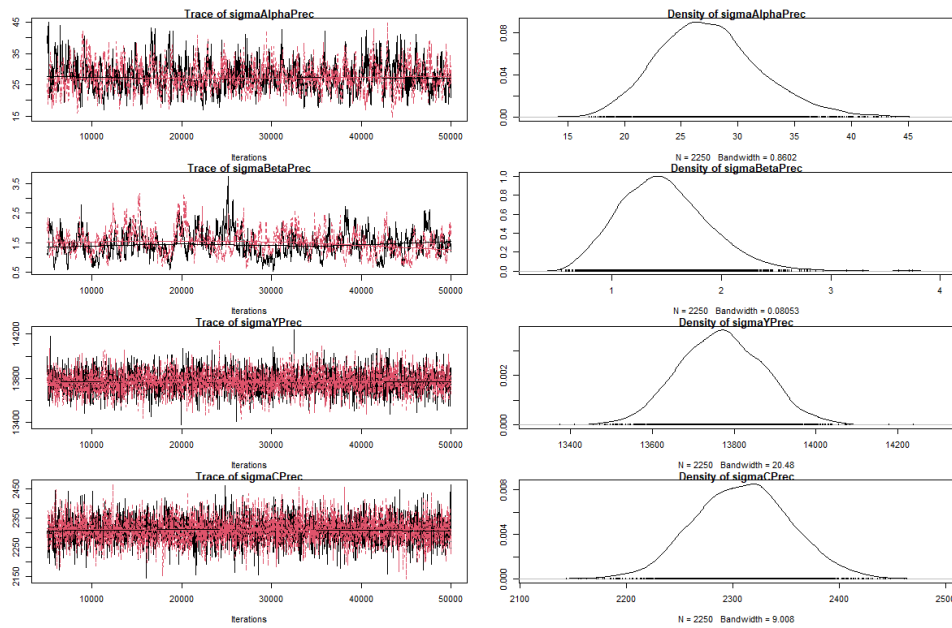 Trace of sigmaAlphaPrec
45
35
25
15
10000 20000 30000 40000 50000
Iterations
Density of sigmaAlphaPrec
0.08
0.04
0.00
15 20 25 30 35 40 45
N = 2250 Bandwidth = 0.8602
Trace of sigmaBetaPrec
3.5
2.5
1.5
0.5
10000 20000 30000 40000 50000
Iterations
Density of sigmaBetaPrec
1.0
0.8
0.6
0.4
0.2
0.0
1 2 3 4
N = 2250 Bandwidth = 0.08053
Trace of sigmaYPrec
14200
13800
13400
10000 20000 30000 40000 50000
Iterations
Density of sigmaYPrec
0.002
0.000
13400 13600 13800 14000 14200
N = 2250 Bandwidth = 20.48
Trace of sigmaCPrec
2450
2350
2250
2150
10000 20000 30000 40000 50000
Iterations
Density of sigmaCPrec
0.008
0.004
0.000
2100 2200 2300 2400 2500
N = 2250 Bandwidth = 9.008